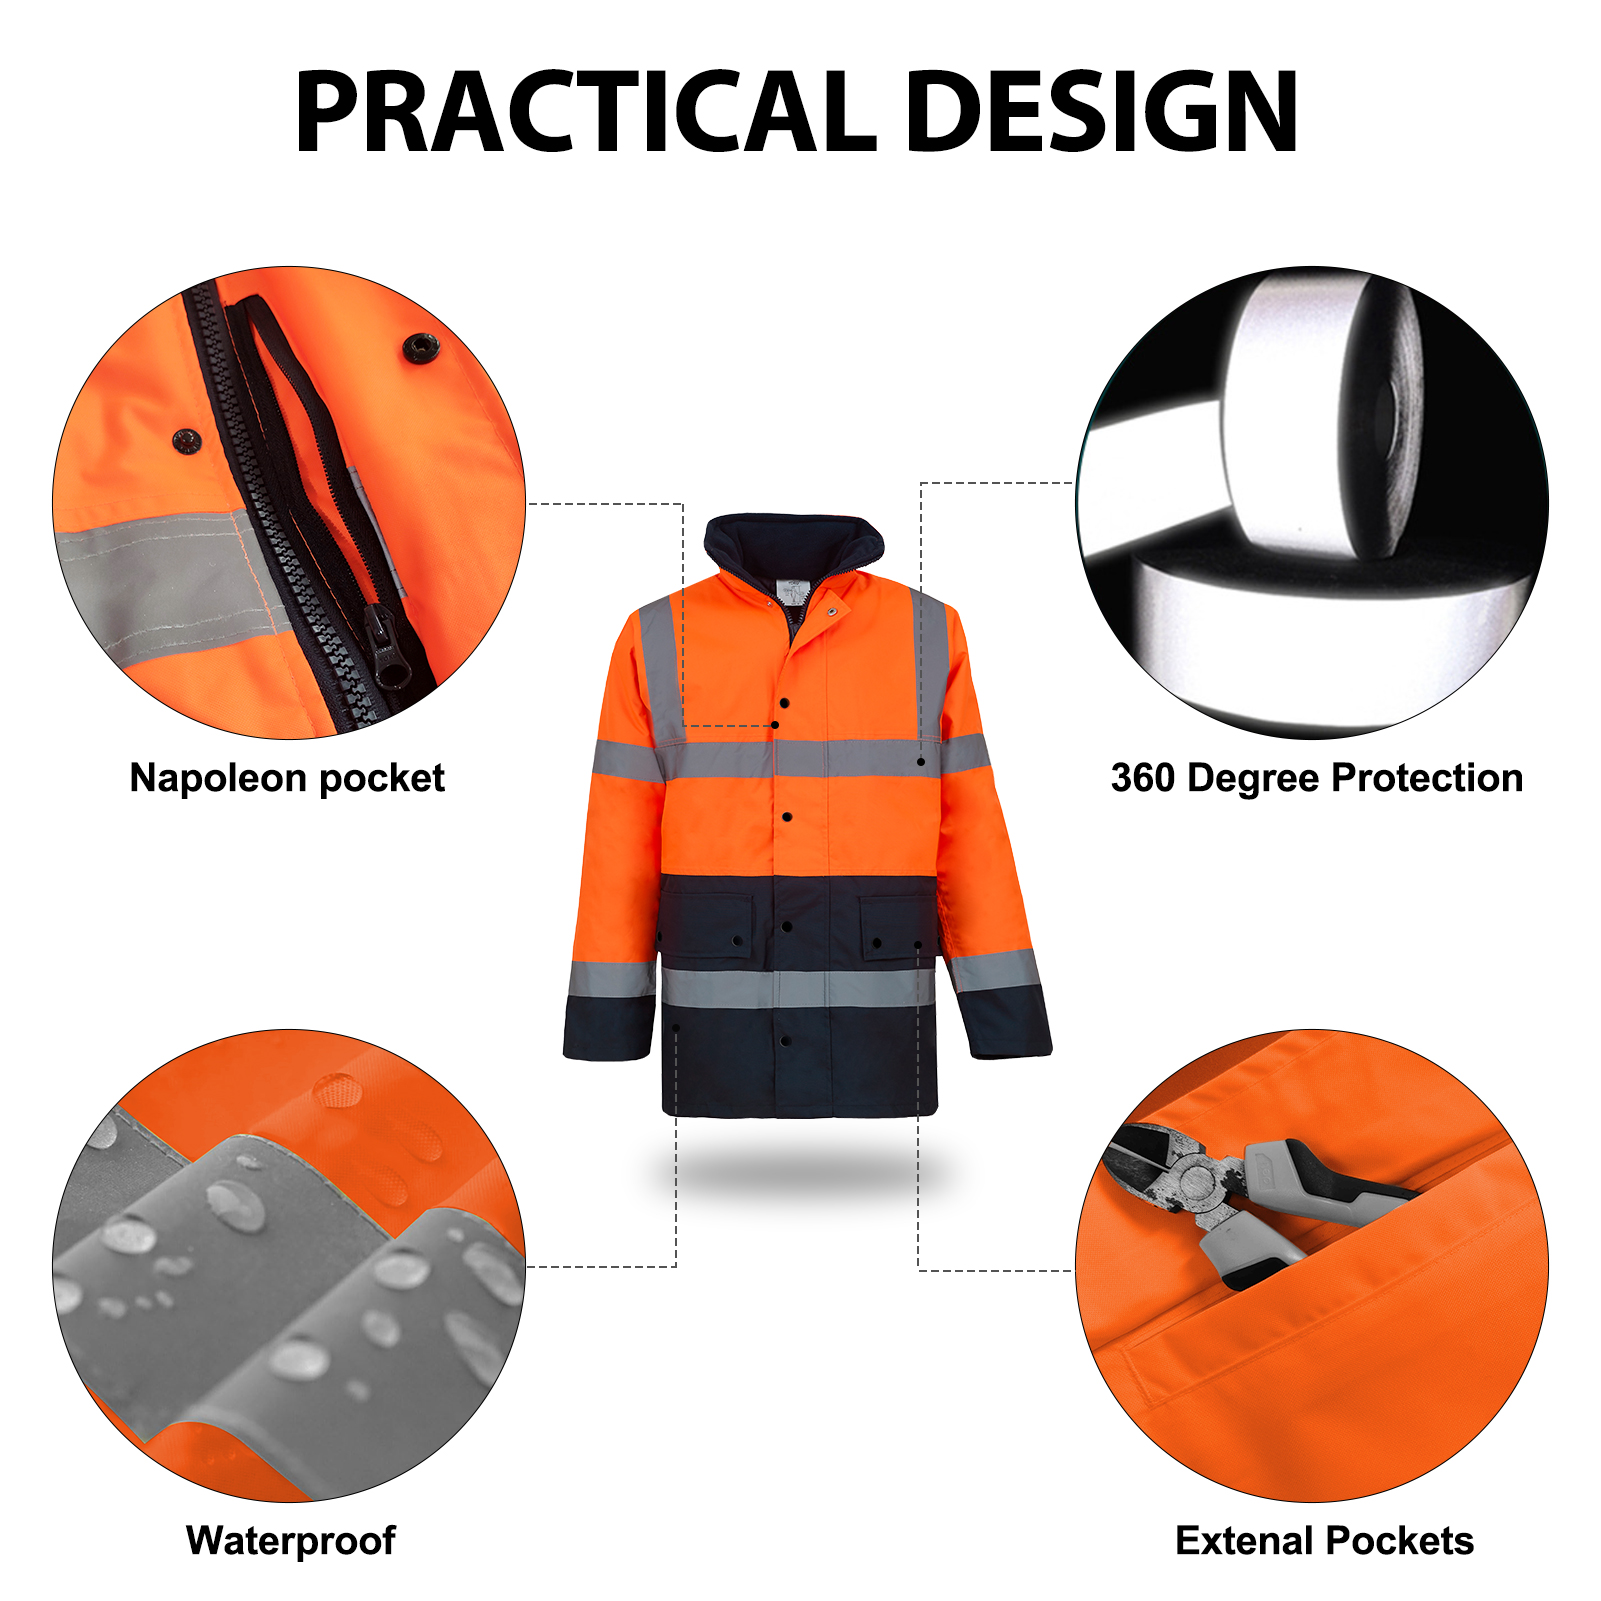 PRACTICAL DESIGN
Napoleon pocket
360 Degree Protection
Waterproof
Extenal Pockets